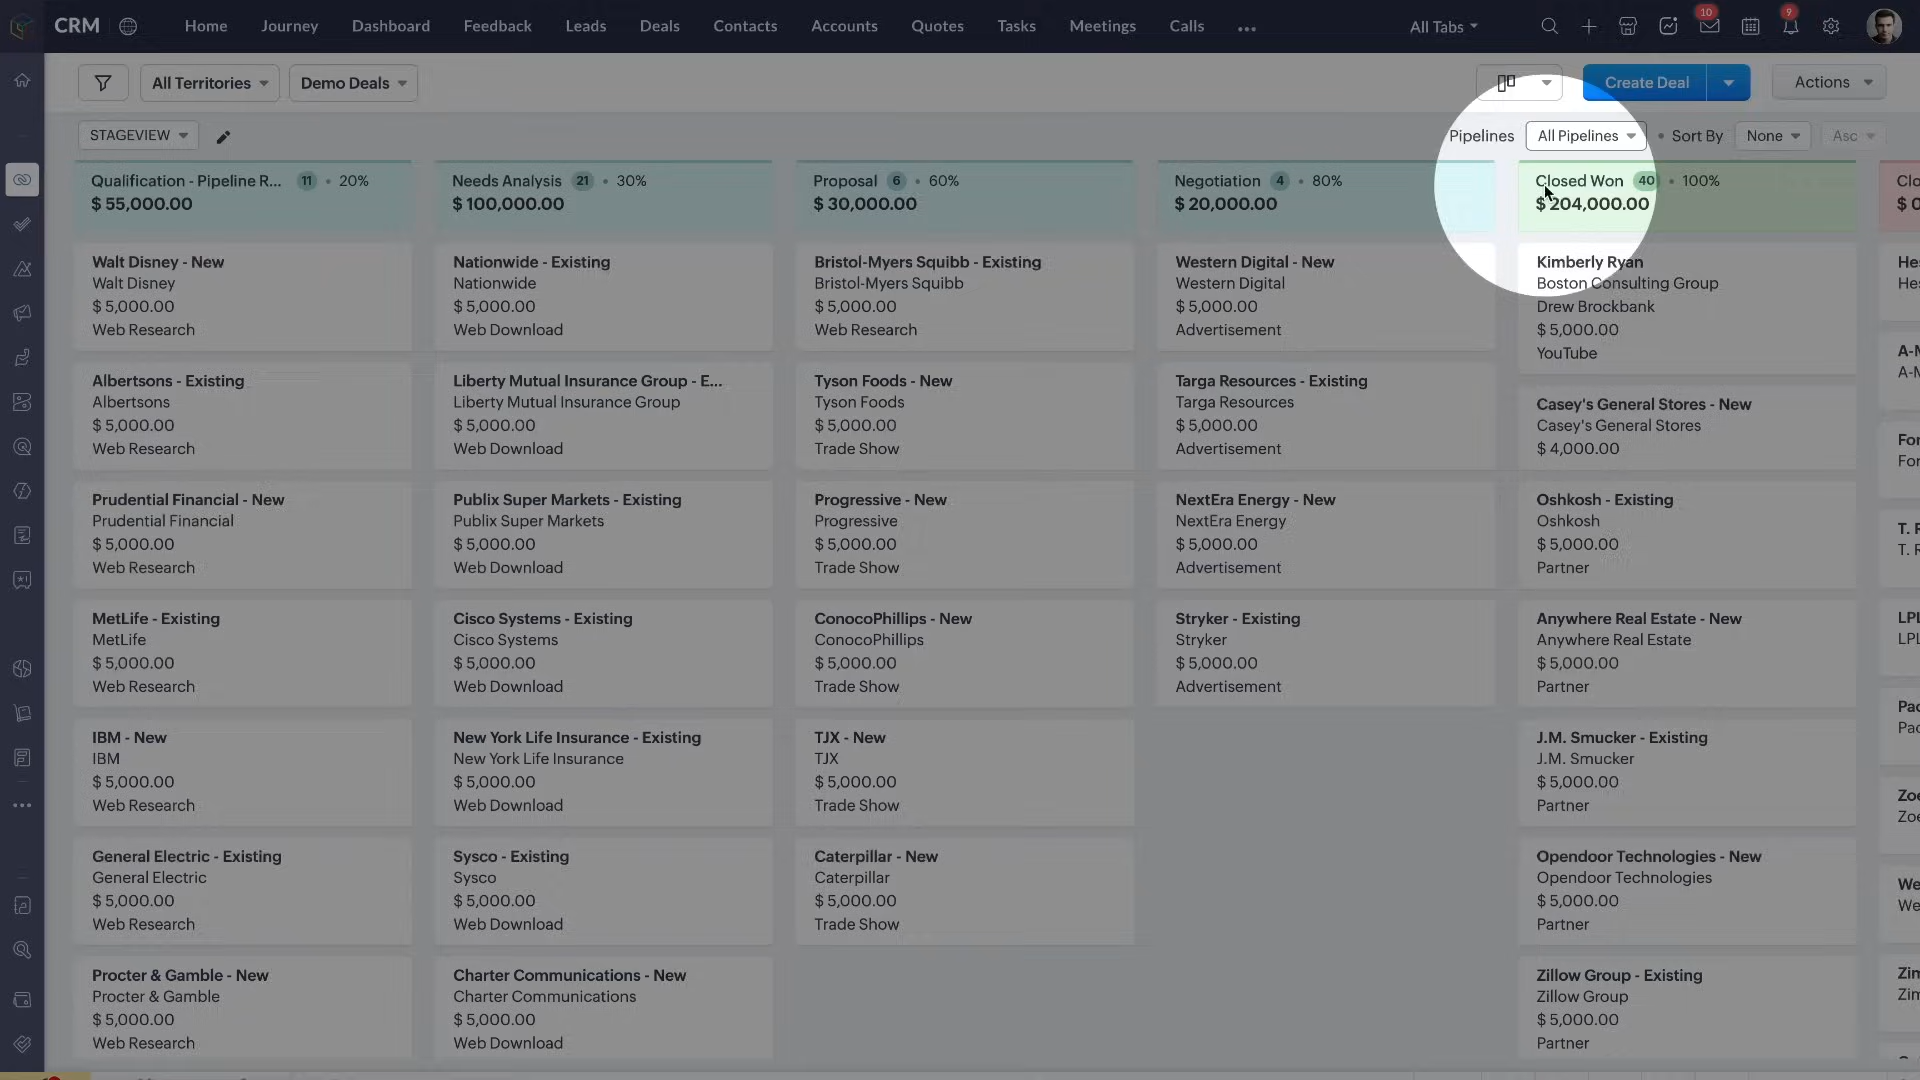 CRM
Home
Journey
Dashboard
Feedback
Leads
Deals
Contacts
Accounts
Quotes
Tasks
Meetings
Calls
All Tabs
10
9
All Territories
Demo Deals
Create Deal
Actions
STAGEVIEW
Pipelines
All Pipelines
Sort By
None
Asc
Qualification - Pipeline R... 11 • 20%
$ 55,000.00
Walt Disney - New
Walt Disney
$ 5,000.00
Web Research
Albertsons - Existing
Albertsons
$ 5,000.00
Web Research
Prudential Financial - New
Prudential Financial
$ 5,000.00
Web Research
MetLife - Existing
MetLife
$ 5,000.00
Web Research
IBM - New
IBM
$ 5,000.00
Web Research
General Electric - Existing
General Electric
$ 5,000.00
Web Research
Procter & Gamble - New
Procter & Gamble
$ 5,000.00
Web Research
Needs Analysis 21 • 30%
$ 100,000.00
Nationwide - Existing
Nationwide
$ 5,000.00
Web Download
Liberty Mutual Insurance Group - E...
Liberty Mutual Insurance Group
$ 5,000.00
Web Download
Publix Super Markets - Existing
Publix Super Markets
$ 5,000.00
Web Download
Cisco Systems - Existing
Cisco Systems
$ 5,000.00
Web Download
New York Life Insurance - Existing
New York Life Insurance
$ 5,000.00
Web Download
Sysco - Existing
Sysco
$ 5,000.00
Web Download
Charter Communications - New
Charter Communications
$ 5,000.00
Web Download
Proposal 6 • 60%
$ 30,000.00
Bristol-Myers Squibb - Existing
Bristol-Myers Squibb
$ 5,000.00
Web Research
Tyson Foods - New
Tyson Foods
$ 5,000.00
Trade Show
Progressive - New
Progressive
$ 5,000.00
Trade Show
ConocoPhillips - New
ConocoPhillips
$ 5,000.00
Trade Show
TJX - New
TJX
$ 5,000.00
Trade Show
Caterpillar - New
Caterpillar
$ 5,000.00
Trade Show
Negotiation 4 • 80%
$ 20,000.00
Western Digital - New
Western Digital
$ 5,000.00
Advertisement
Targa Resources - Existing
Targa Resources
$ 5,000.00
Advertisement
NextEra Energy - New
NextEra Energy
$ 5,000.00
Advertisement
Stryker - Existing
Stryker
$ 5,000.00
Advertisement
Closed Won 40 • 100%
$ 204,000.00
Kimberly Ryan
Boston Consulting Group
Drew Brockbank
$ 5,000.00
YouTube
Casey's General Stores - New
Casey's General Stores
$ 4,000.00
Oshkosh - Existing
Oshkosh
$ 5,000.00
Partner
Anywhere Real Estate - New
Anywhere Real Estate
$ 5,000.00
Partner
J.M. Smucker - Existing
J.M. Smucker
$ 5,000.00
Partner
Opendoor Technologies - New
Opendoor Technologies
$ 5,000.00
Partner
Zillow Group - Existing
Zillow Group
$ 5,000.00
Partner
Clo
$ 0
Hes
Hes
A-M
A-M
For
For
T. R
T. R
LPL
LPL
Pac
Pac
Zoe
Zoe
We
We
Zim
Zim